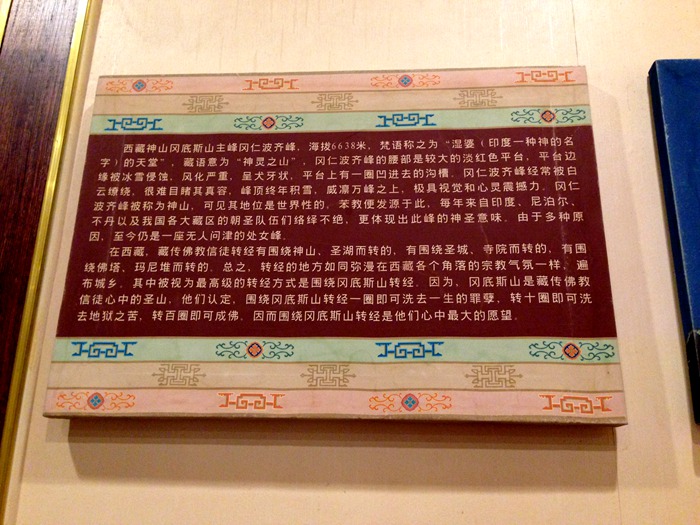 西藏神山冈底斯山主峰冈仁波齐峰，海拔6638米，梵语称之为“湿婆（印度一种神的名
字）的天堂”，藏语意为“神灵之山”，冈仁波齐峰的腰部是较大的淡红色平台，平台边
缘被冰雪侵蚀，风化严重，呈犬牙状，平台上有一圈凹进去的沟槽。冈仁波齐峰经常被白
云缭绕，很难目睹其真容，峰顶终年积雪，威凛万峰之上，极具视觉和心灵震撼力。冈仁
波齐峰被称为神山，可见其地位是世界性的。苯教便发源于此，每年来自印度、尼泊尔、
不丹以及我国各大藏区的朝圣队伍们络绎不绝，更体现出此峰的神圣意味。由于多种原
因，至今仍是一座无人问津的处女峰。
在西藏，藏传佛教信徒转经有围绕神山、圣湖而转的，有围绕圣城、寺院而转的，有围
绕佛塔、玛尼堆而转的。总之，转经的地方如同弥漫在西藏各个角落的宗教气氛一样，遍
布城乡。其中被视为最高级的转经方式是围绕冈底斯山转经。因为，冈底斯山是藏传佛教
信徒心中的圣山，他们认定，围绕冈底斯山转经一圈即可洗去一生的罪孽，转十圈即可洗
去地狱之苦，转百圈即可成佛。因而围绕冈底斯山转经是他们心中最大的愿望。